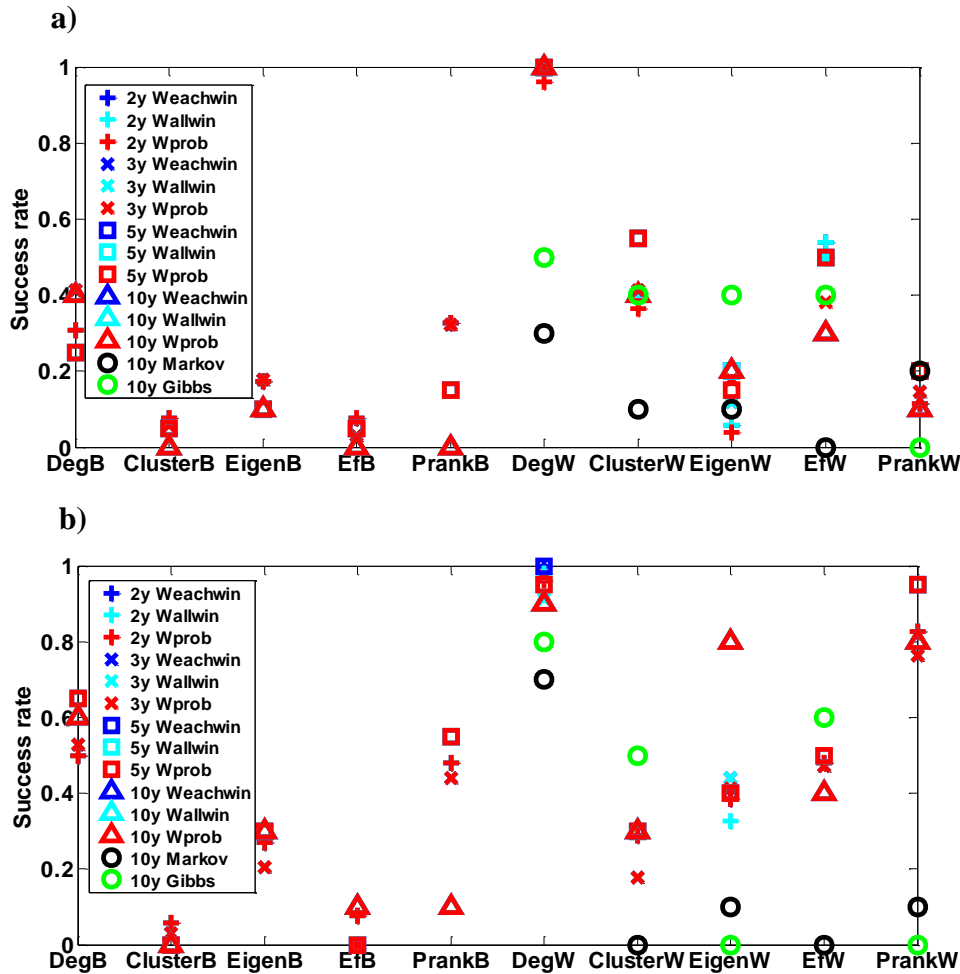 a)
1
0.8
0.6
0.4
0.2
0
Success rate
2y Weachwin
2y Wallwin
2y Wprob
3y Weachwin
3y Wallwin
3y Wprob
5y Weachwin
5y Wallwin
5y Wprob
10y Weachwin
10y Wallwin
10y Wprob
10y Markov
10y Gibbs
DegB ClusterB EigenB EfB PrankB DegW ClusterW EigenW EfW PrankW
b)
1
0.8
0.6
0.4
0.2
0
Success rate
2y Weachwin
2y Wallwin
2y Wprob
3y Weachwin
3y Wallwin
3y Wprob
5y Weachwin
5y Wallwin
5y Wprob
10y Weachwin
10y Wallwin
10y Wprob
10y Markov
10y Gibbs
DegB ClusterB EigenB EfB PrankB DegW ClusterW EigenW EfW PrankW